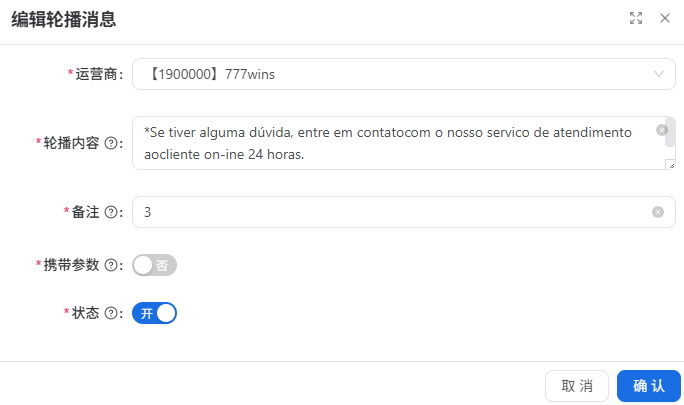 编辑轮播消息
*运营商:
【1900000】777wins
*轮播内容 ?:
*Se tiver alguma dúvida, entre em contatocom o nosso servico de atendimento
aocliente on-ine 24 horas.
*备注 ?:
3
*携带参数 ?:
否
*状态 ?:
开
取 消
确 认